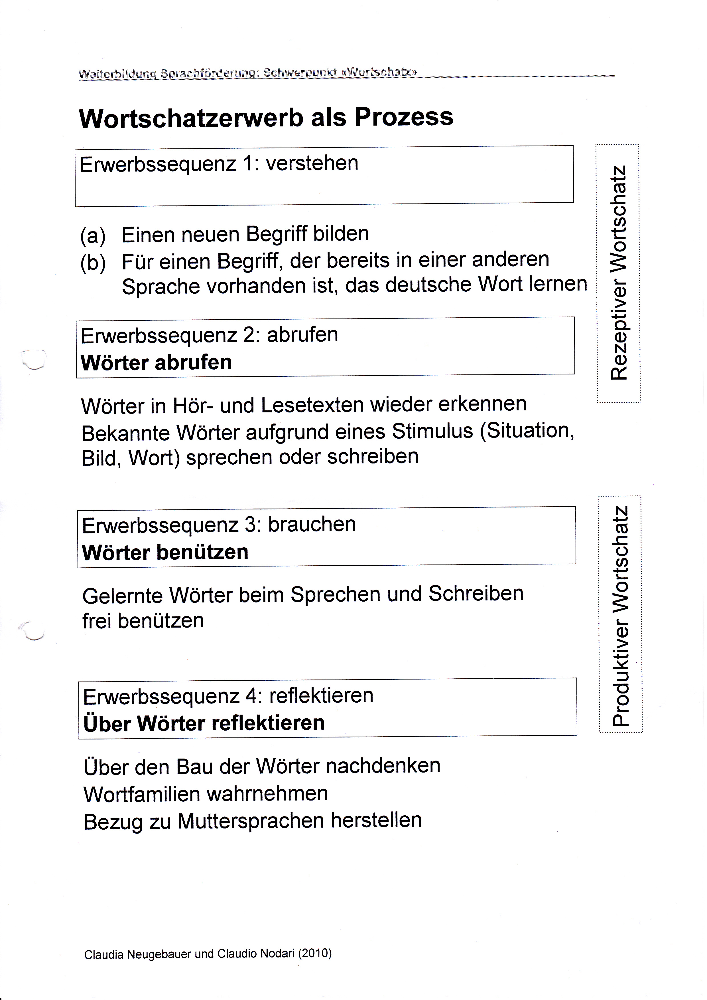 Weiterbildung Sprachförderung: Schwerpunkt «Wortschatz»
Wortschatzerwerb als Prozess
Erwerbssequenz 1: verstehen
(a) Einen neuen Begriff bilden
(b) Für einen Begriff, der bereits in einer anderen
Sprache vorhanden ist, das deutsche Wort lernen
Rezeptiver Wortschatz
Erwerbssequenz 2: abrufen
Wörter abrufen
Wörter in Hör- und Lesetexten wieder erkennen
Bekannte Wörter aufgrund eines Stimulus (Situation,
Bild, Wort) sprechen oder schreiben
Erwerbssequenz 3: brauchen
Wörter benützen
Gelernte Wörter beim Sprechen und Schreiben
frei benützen
Produktiver Wortschatz
Erwerbssequenz 4: reflektieren
Über Wörter reflektieren
Über den Bau der Wörter nachdenken
Wortfamilien wahrnehmen
Bezug zu Muttersprachen herstellen
Claudia Neugebauer und Claudio Nodari (2010)